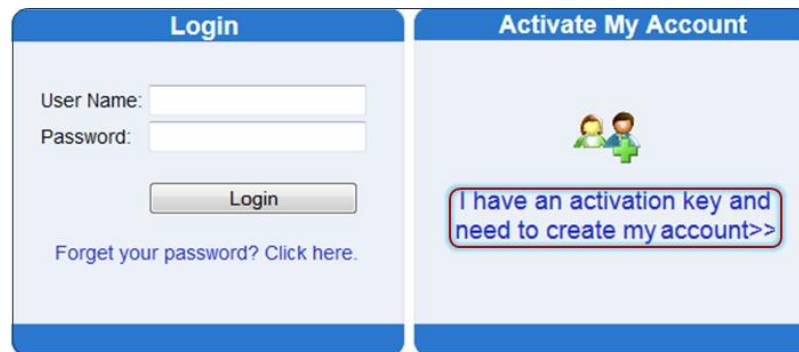 Login
User Name:
Password:
Login
Forget your password? Click here.
Activate My Account
I have an activation key and
need to create my account>>